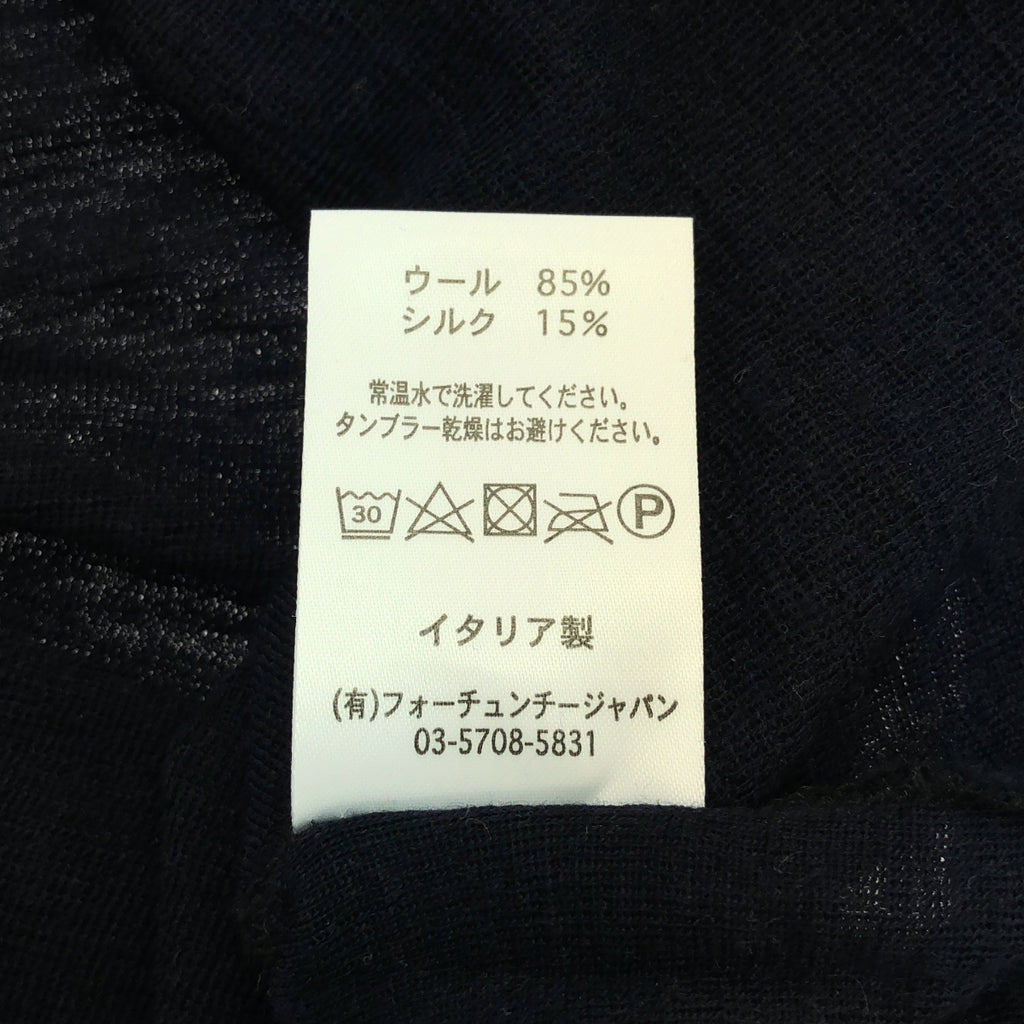 ウール 85%
シルク 15%
常温水で洗濯してください。
タンブラー乾燥はお避けください。
30 P
イタリア製
(有)フォーチュンチージャパン
03-5708-5831